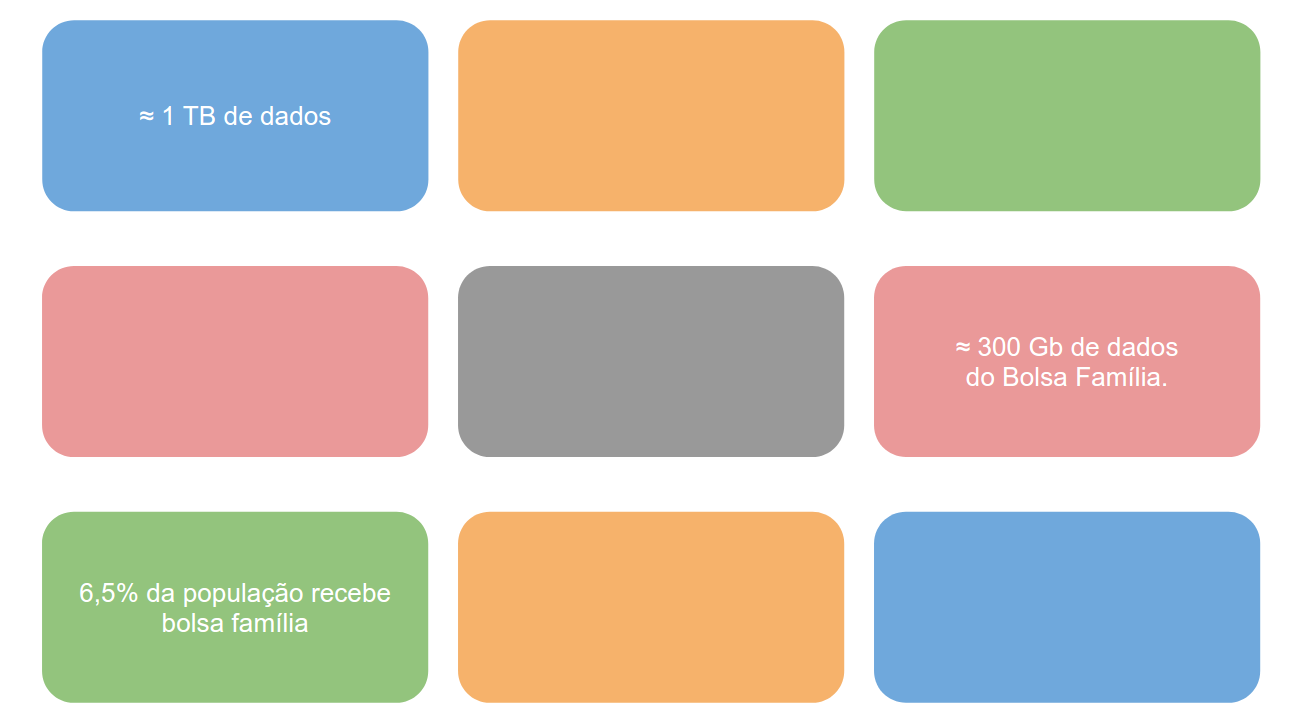 ≈ 1 TB de dados
≈ 300 Gb de dados
do Bolsa Família.
6,5% da população recebe
bolsa família